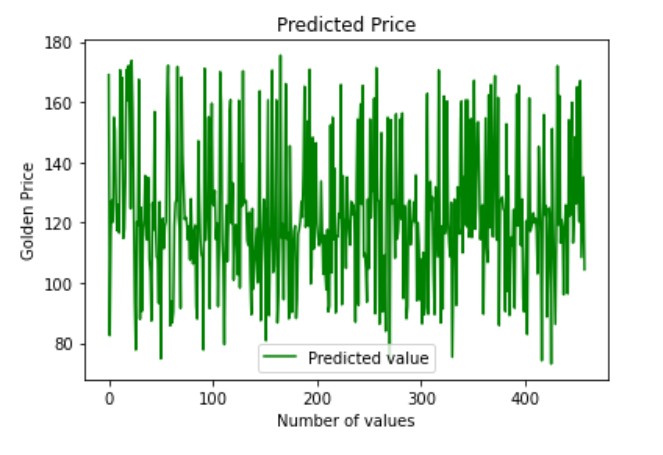 Predicted Price
180
160
140
120
100
80
Golden Price
Predicted value
0 100 200 300 400
Number of values